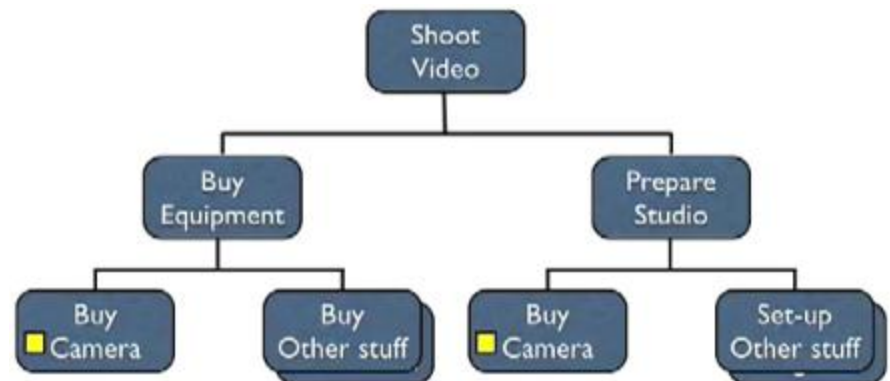 Shoot
Video
Buy
Equipment
Prepare
Studio
Buy
Camera
Buy
Other stuff
Buy
Camera
Set-up
Other stuff